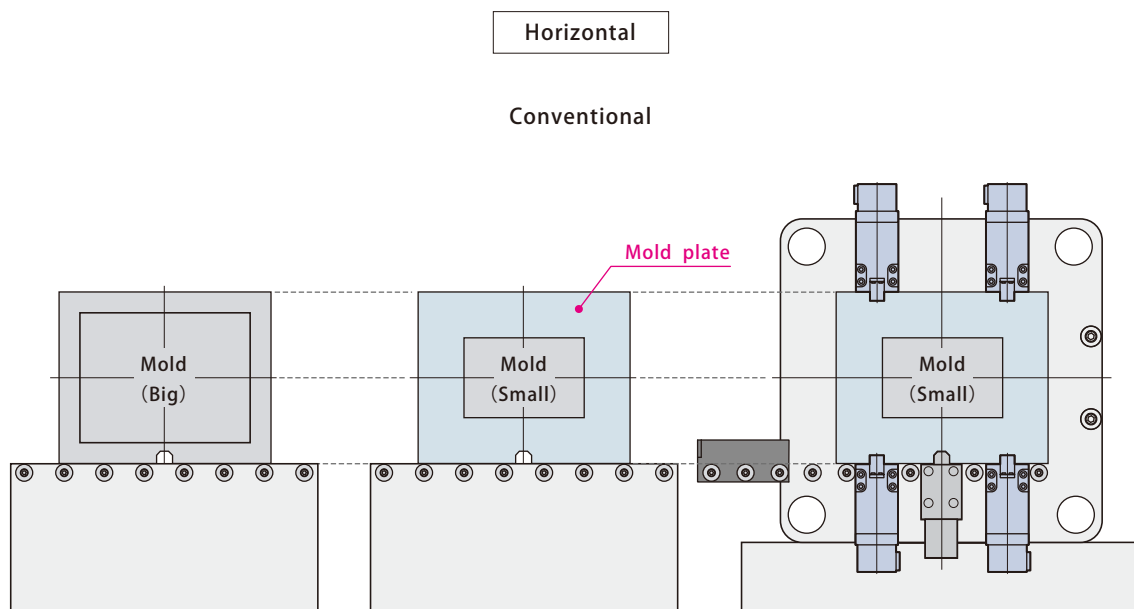 Horizontal
Conventional
Mold plate
Mold
(Big)
Mold
(Small)
Mold
(Small)